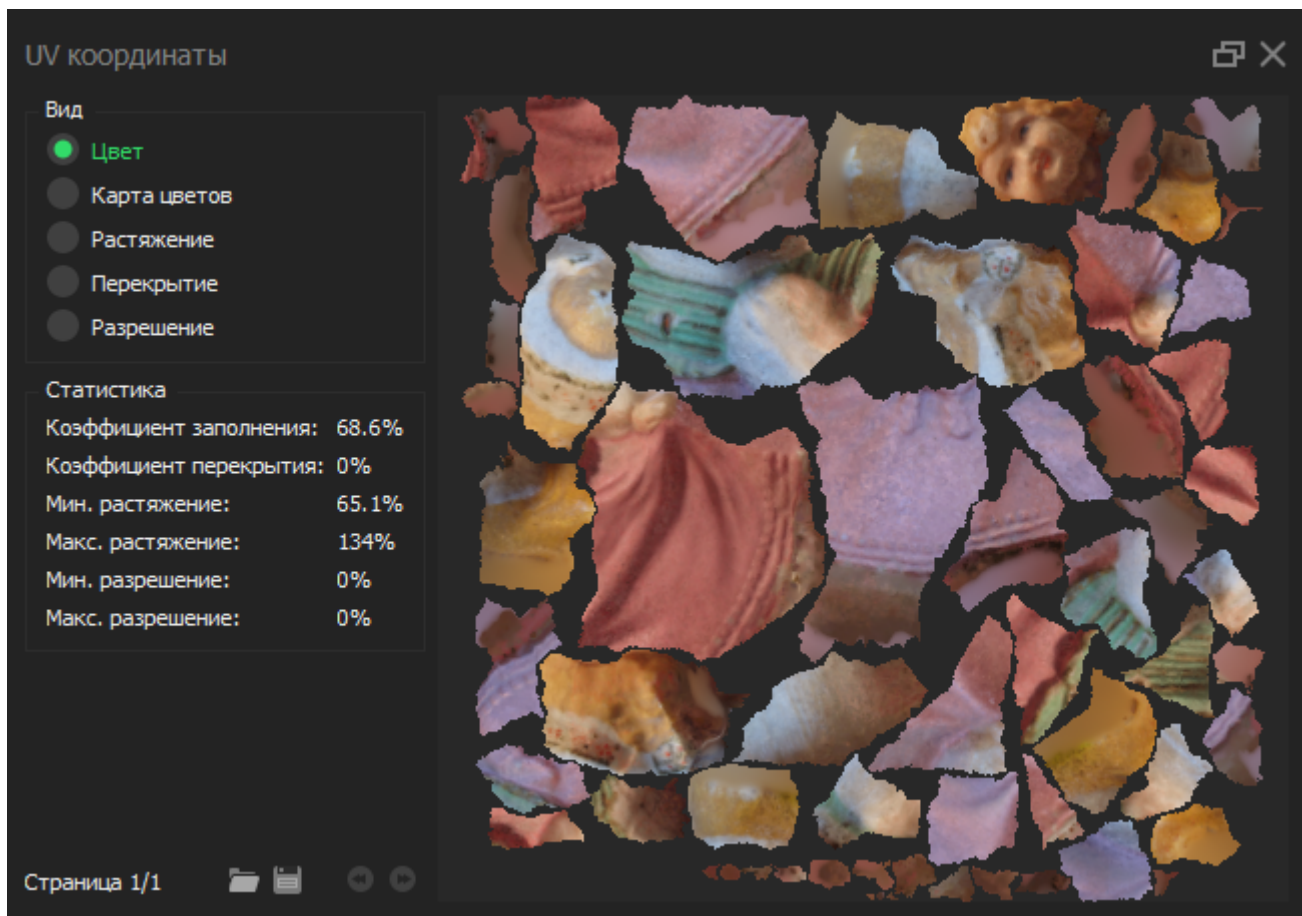 UV координаты
Вид
Цвет
Карта цветов
Растяжение
Перекрытие
Разрешение
Статистика
Коэффициент заполнения: 68.6%
Коэффициент перекрытия: 0%
Мин. растяжение: 65.1%
Макс. растяжение: 134%
Мин. разрешение: 0%
Макс. разрешение: 0%
Страница 1/1